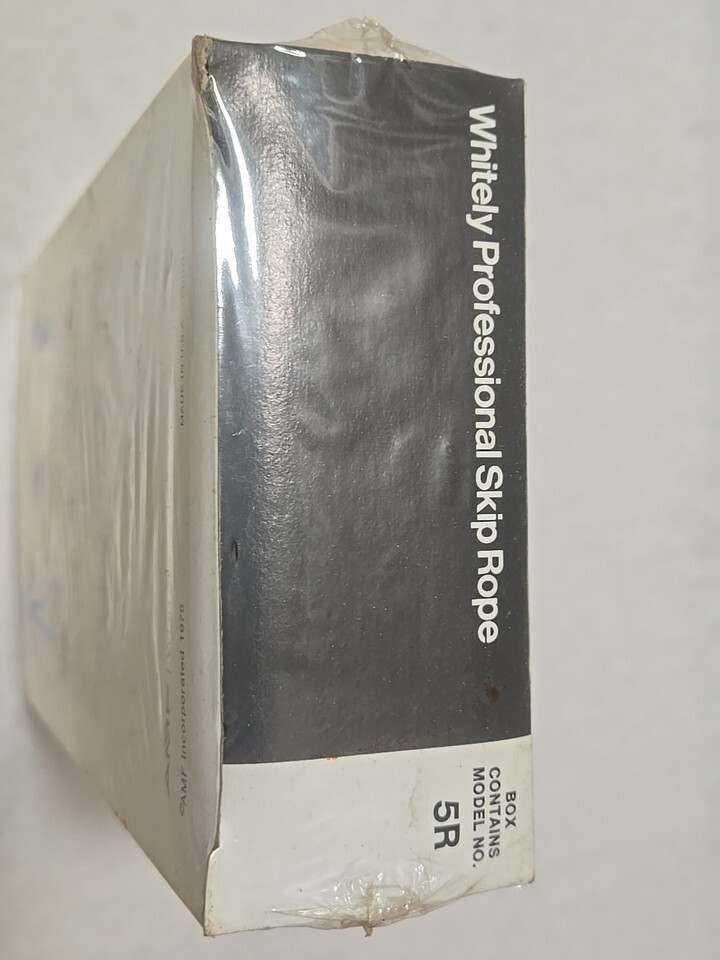 Whitely Professional Skip Rope
BOX
CONTAINS
MODEL NO.
5R
MADE IN U.S.A.
©AMF Incorporated 1975